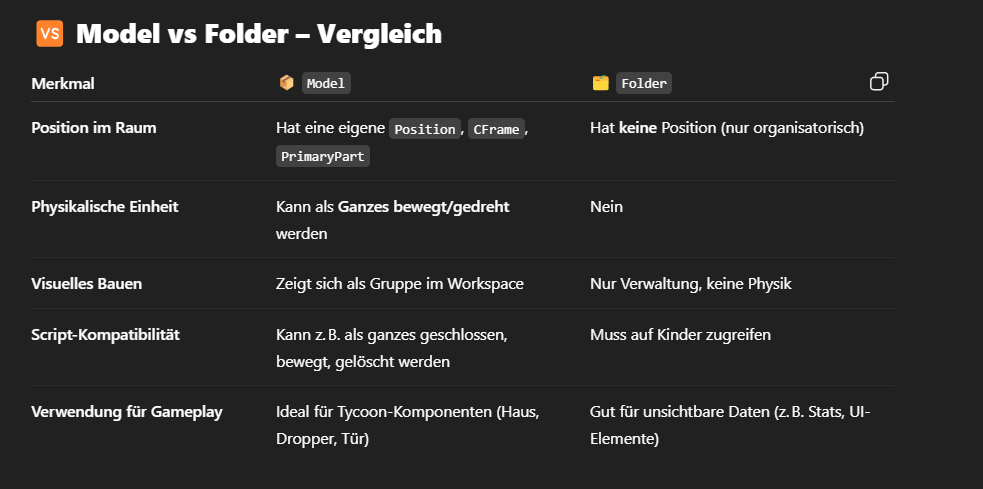 VS Model vs Folder – Vergleich
Merkmal Model Folder
Position im Raum Hat eine eigene Position, CFrame, Hat keine Position (nur organisatorisch)
PrimaryPart
Physikalische Einheit Kann als Ganzes bewegt/gedreht Nein
werden
Visuelles Bauen Zeigt sich als Gruppe im Workspace Nur Verwaltung, keine Physik
Script-Kompatibilität Kann z. B. als ganzes geschlossen, Muss auf Kinder zugreifen
bewegt, gelöscht werden
Verwendung für Gameplay Ideal für Tycoon-Komponenten (Haus, Gut für unsichtbare Daten (z. B. Stats, UI-
Dropper, Tür) Elemente)